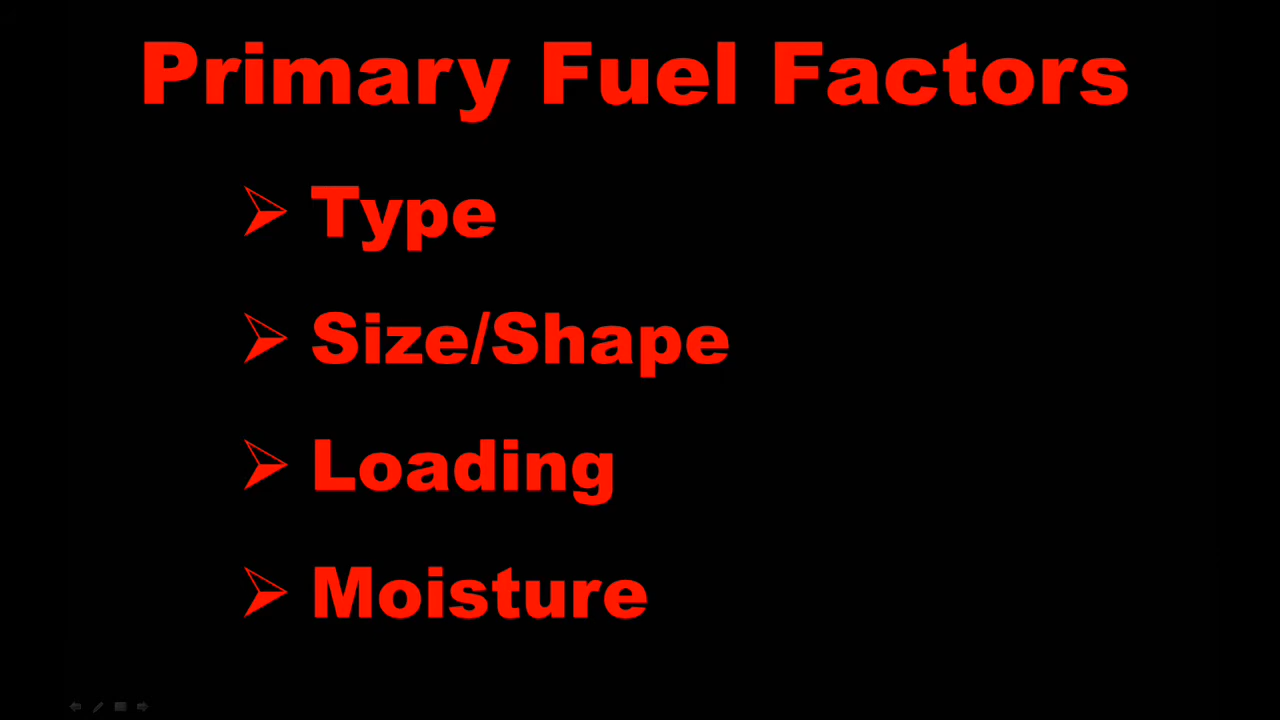 Primary Fuel Factors
Type
Size/Shape
Loading
Moisture